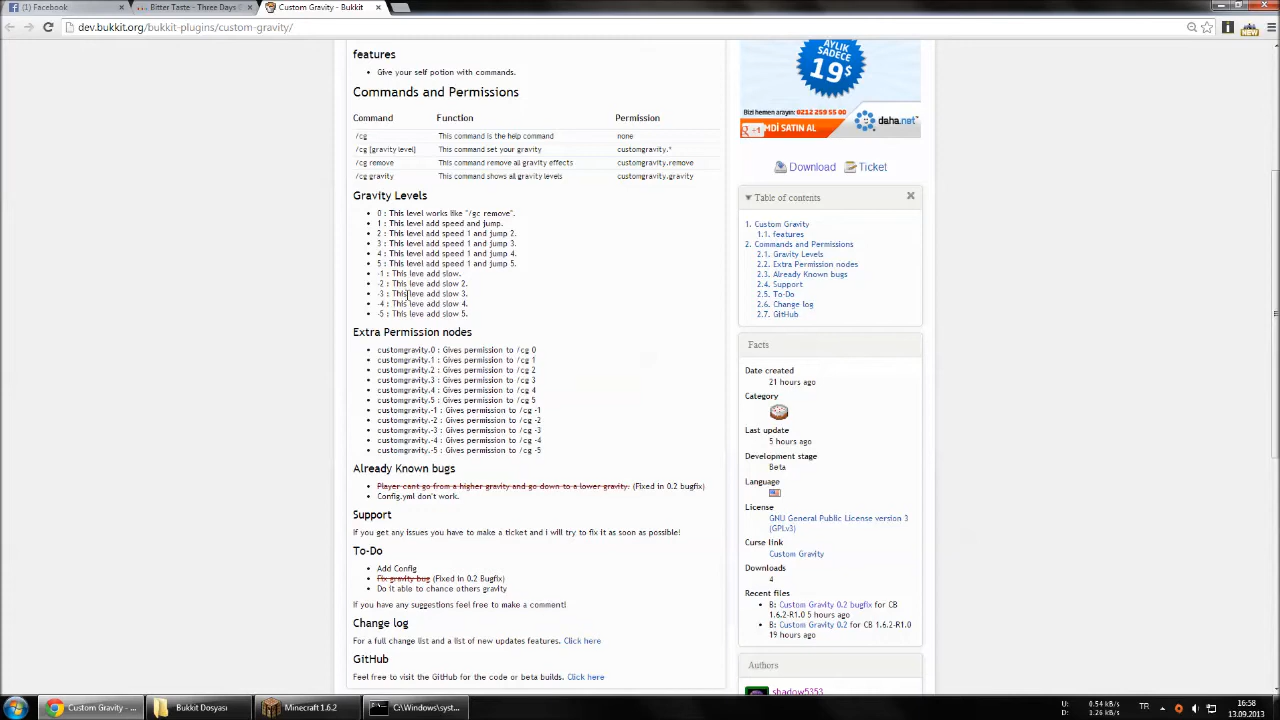 Facebook
Bitter Taste - Three Days
Custom Gravity - Bukkit
dev.bukkit.org/bukkit-plugins/custom-gravity/
NEW
features
Give your self potion with commands.
Commands and Permissions
Command Function Permission
/cg This command is the help command none
/cg [gravity level] This command set your gravity customgravity.*
/cg remove This command remove all gravity effects customgravity.remove
/cg gravity This command shows all gravity levels customgravity.gravity
Gravity Levels
0 : This level works like "/gc remove".
1 : This level add speed and jump.
2 : This level add speed 1 and jump 2.
3 : This level add speed 1 and jump 3.
4 : This level add speed 1 and jump 4.
5 : This level add speed 1 and jump 5.
-1 : This leve add slow.
-2 : This leve add slow 2.
-3 : This leve add slow 3.
-4 : This leve add slow 4.
-5 : This leve add slow 5.
Extra Permission nodes
customgravity.0 : Gives permission to /cg 0
customgravity.1 : Gives permission to /cg 1
customgravity.2 : Gives permission to /cg 2
customgravity.3 : Gives permission to /cg 3
customgravity.4 : Gives permission to /cg 4
customgravity.5 : Gives permission to /cg 5
customgravity.-1 : Gives permission to /cg -1
customgravity.-2 : Gives permission to /cg -2
customgravity.-3 : Gives permission to /cg -3
customgravity.-4 : Gives permission to /cg -4
customgravity.-5 : Gives permission to /cg -5
Already Known bugs
Player cant go from a higher gravity and go down to a lower gravity. (Fixed in 0.2 bugfix)
Config.yml don't work.
Support
If you get any issues you have to make a ticket and i will try to fix it as soon as possible!
To-Do
Add Config
Fix gravity bug (Fixed in 0.2 Bugfix)
Do it able to chance others gravity
If you have any suggestions feel free to make a comment!
Change log
For a full change list and a list of new updates features. Click here
GitHub
Feel free to visit the GitHub for the code or beta builds. Click here
AYLIK
SADECE
19$
Bizi hemen arayın: 0212 259 55 00
-1 MDİ SATIN AL
daha.net
Download Ticket
Table of contents
1. Custom Gravity
1.1. features
2. Commands and Permissions
2.1. Gravity Levels
2.2. Extra Permission nodes
2.3. Already Known bugs
2.4. Support
2.5. To-Do
2.6. Change log
2.7. GitHub
Facts
Date created
21 hours ago
Category
Last update
5 hours ago
Development stage
Beta
Language
License
GNU General Public License version 3
(GPLv3)
Curse link
Custom Gravity
Downloads
4
Recent files
B: Custom Gravity 0.2 bugfix for CB
1.6.2-R1.0 5 hours ago
B: Custom Gravity 0.2 for CB 1.6.2-R1.0
19 hours ago
Authors
shadow5353
Custom Gravity - ...
Bukkit Dosyası
Minecraft 1.6.2
C:\Windows\syst...
U: 0.54 kB/s
D: 3.26 kB/s
TR
16:58
13.09.2013